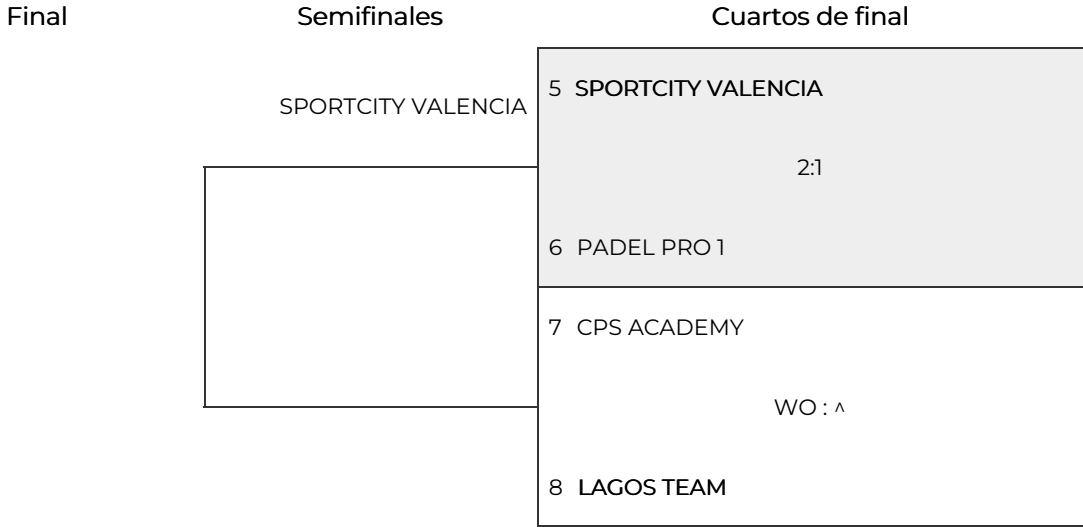 Final Semifinales Cuartos de final
5 SPORTCITY VALENCIA
SPORTCITY VALENCIA
2:1
6 PADEL PRO 1
7 CPS ACADEMY
WO : ^
8 LAGOS TEAM